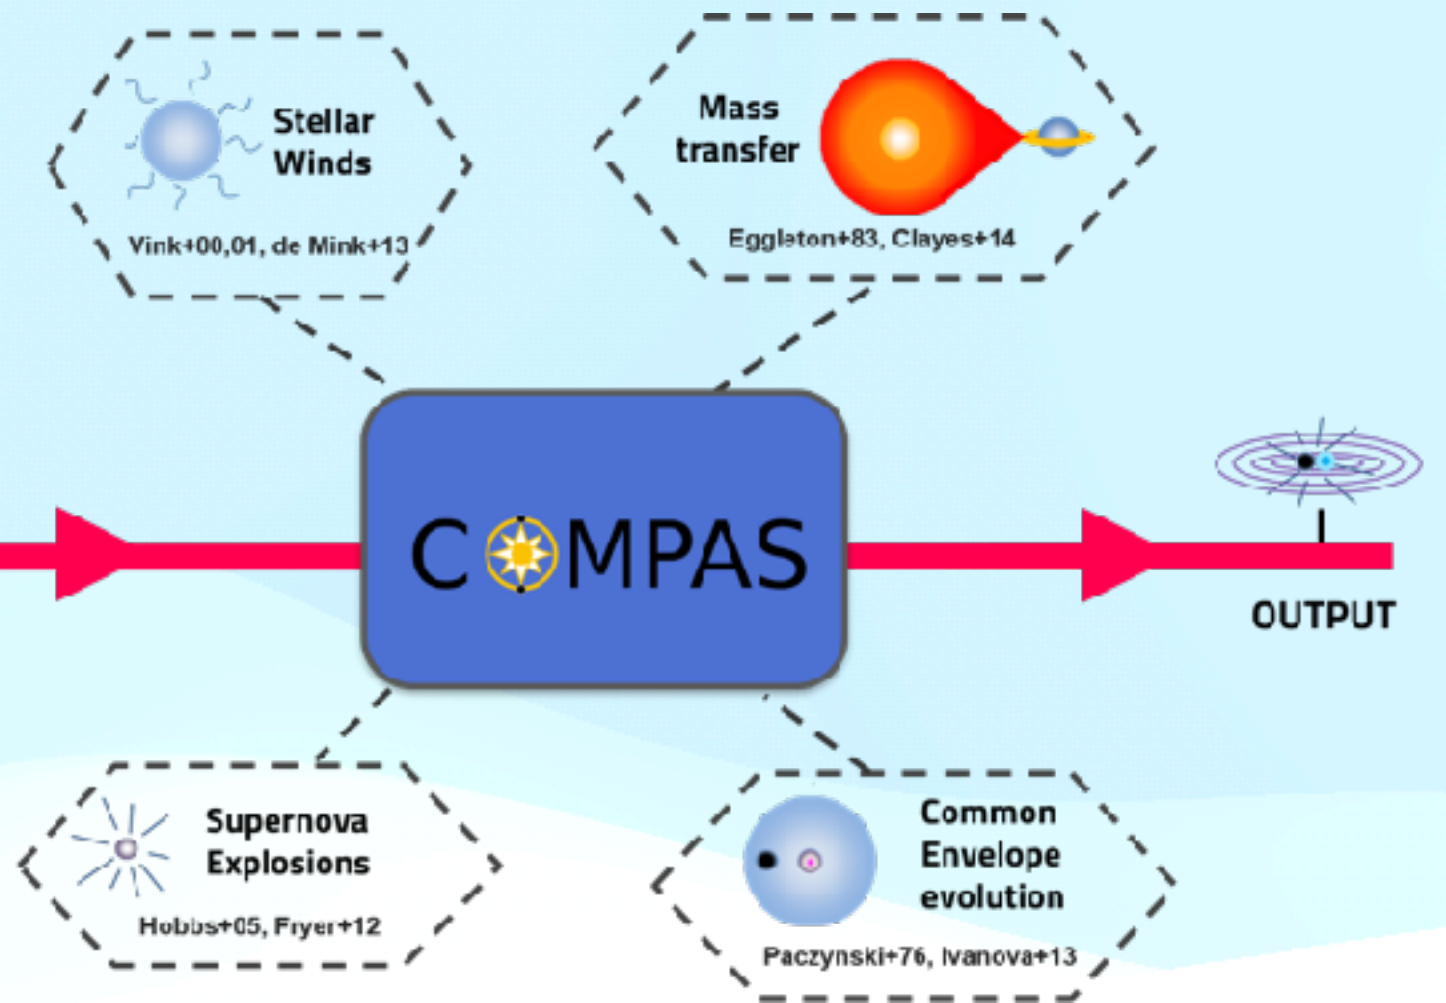 Stellar
Winds
Vink+00,01, de Mink+13
Mass
transfer
Eggleton+83, Clayes+14
COMPAS
OUTPUT
Supernova
Explosions
Hobbs+05, Fryer+12
Common
Envelope
evolution
Paczynski+76, Ivanova+13